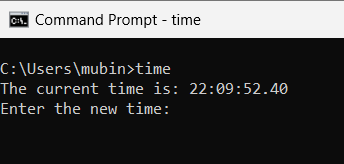 Command Prompt - time
C:\Users\mubin>time
The current time is: 22:09:52.40
Enter the new time: